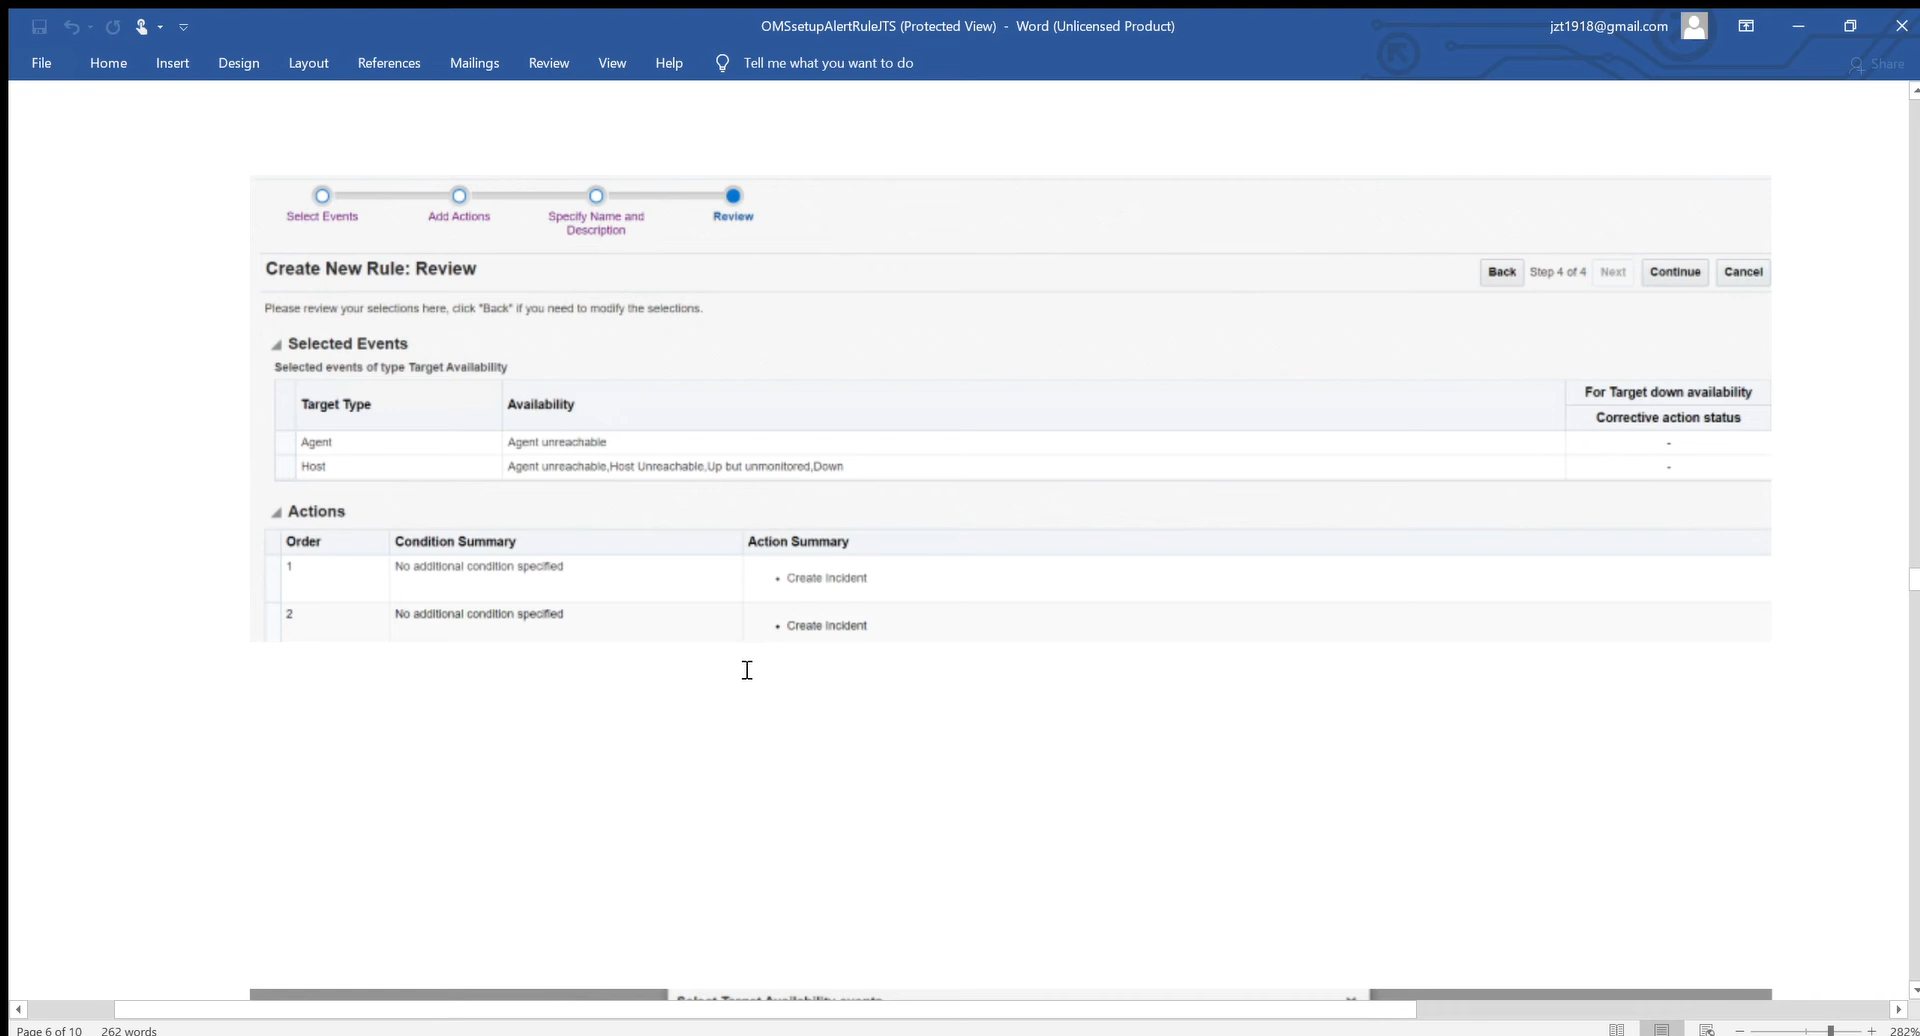 OMSsetupAlertRuleJTS (Protected View) - Word (Unlicensed Product)
jzt1918@gmail.com
File Home Insert Design Layout References Mailings Review View Help Tell me what you want to do Share
Select Events
Add Actions
Specify Name and
Description
Review
Create New Rule: Review
Back Step 4 of 4 Next Continue Cancel
Please review your selections here, click "Back" if you need to modify the selections.
Selected Events
Selected events of type Target Availability
Target Type Availability For Target down availability
Corrective action status
Agent Agent unreachable -
Host Agent unreachable,Host Unreachable,Up but unmonitored,Down -
Actions
Order Condition Summary Action Summary
1 No additional condition specified • Create Incident
2 No additional condition specified • Create Incident
Select Target Availability events
Page 6 of 10 262 words
282%